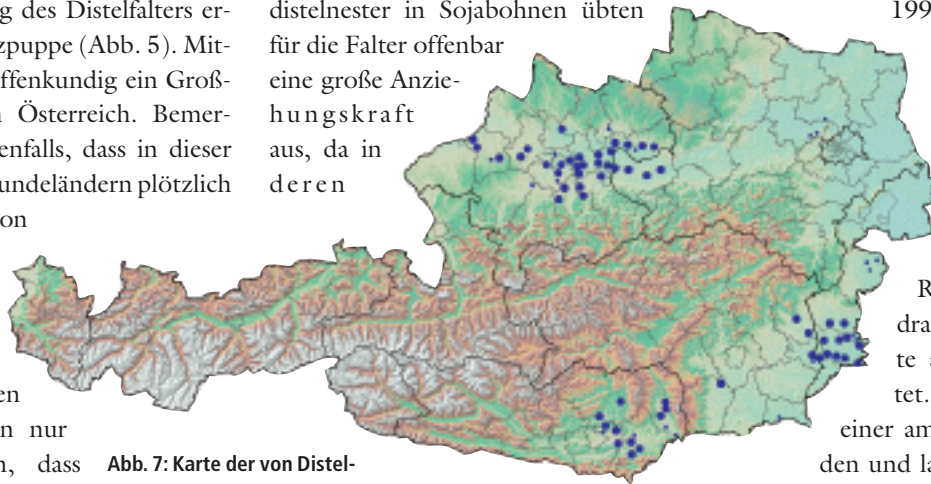 g des Distelfalters er-
zpuppe (Abb. 5). Mit-
ffenkundig ein Groß-
Österreich. Bemer-
enfalls, dass in dieser
undeländern plötzlich
on
en
n nur
dass
distelnester in Sojabohnen übten
für die Falter offenbar
eine große Anzie-
hungskraft
aus, da in
deren
Abb. 7: Karte der von Distel-
199
R
dra
te
tet.
einer am
den und la